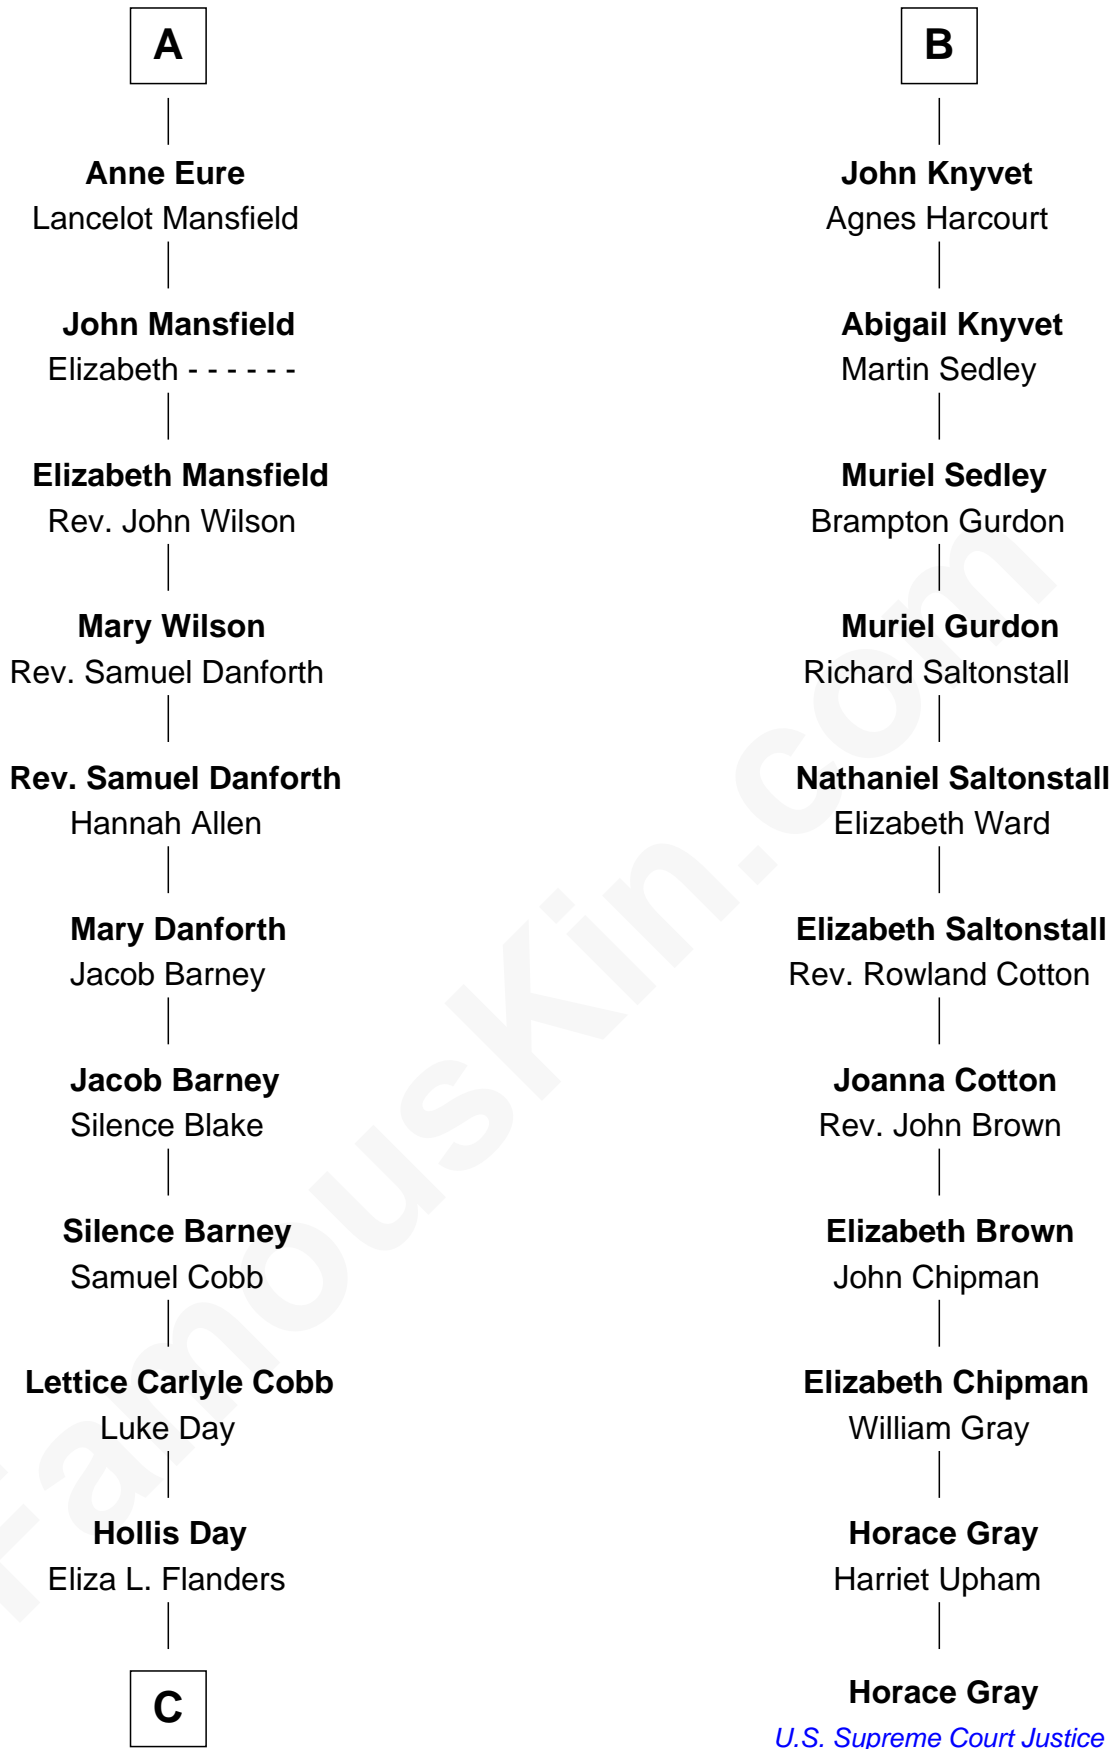 A
Anne Eure
Lancelot Mansfield
John Mansfield
Elizabeth - - - - - -
Elizabeth Mansfield
Rev. John Wilson
Mary Wilson
Rev. Samuel Danforth
Rev. Samuel Danforth
Hannah Allen
Mary Danforth
Jacob Barney
Jacob Barney
Silence Blake
Silence Barney
Samuel Cobb
Lettice Carlyle Cobb
Luke Day
Hollis Day
Eliza L. Flanders
C
B
John Knyvet
Agnes Harcourt
Abigail Knyvet
Martin Sedley
Muriel Sedley
Brampton Gurdon
Muriel Gurdon
Richard Saltonstall
Nathaniel Saltonstall
Elizabeth Ward
Elizabeth Saltonstall
Rev. Rowland Cotton
Joanna Cotton
Rev. John Brown
Elizabeth Brown
John Chipman
Elizabeth Chipman
William Gray
Horace Gray
Harriet Upham
Horace Gray
U.S. Supreme Court Justice
FamousKin.com